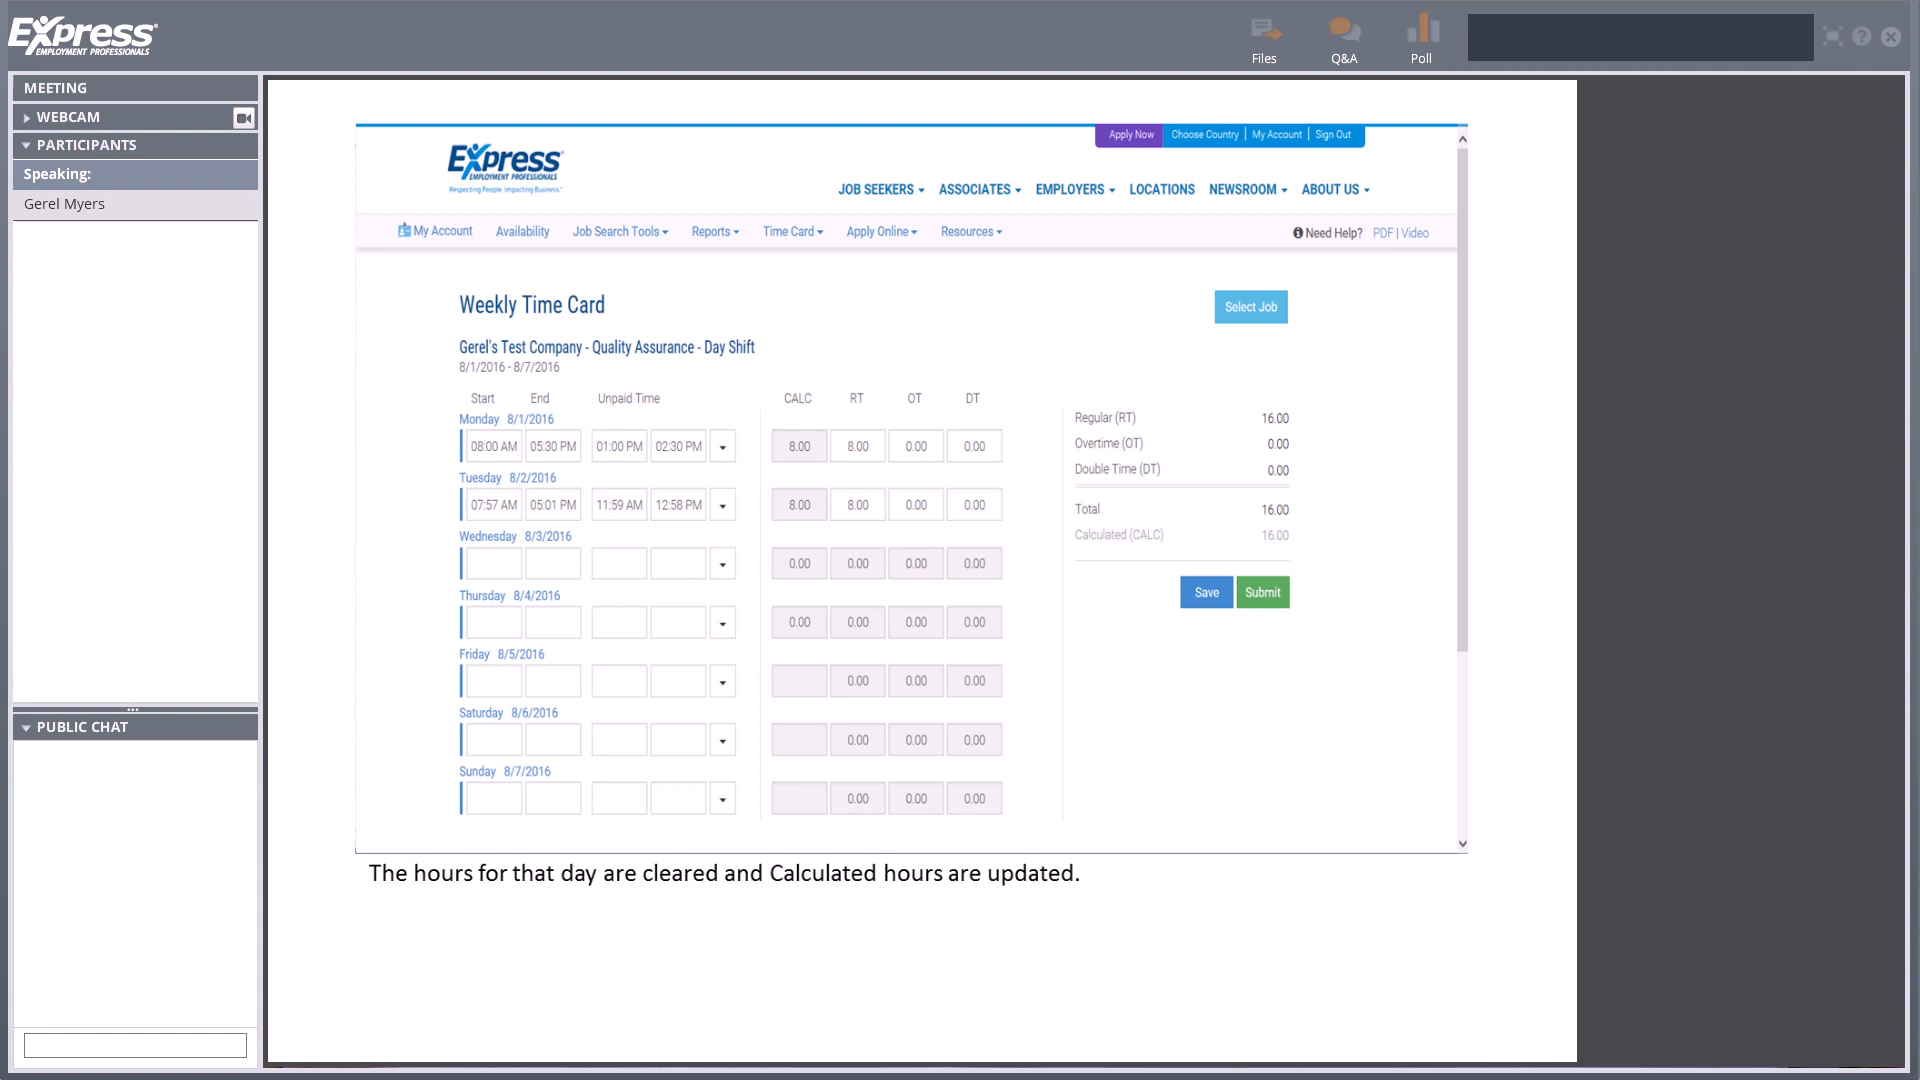 Express
EMPLOYMENT PROFESSIONALS
Files
Q&A
Poll
MEETING
WEBCAM
PARTICIPANTS
Speaking:
Gerel Myers
PUBLIC CHAT
Apply Now
Choose Country | My Account | Sign Out
Express
EMPLOYMENT PROFESSIONALS
Respecting People. Impacting Business.
JOB SEEKERS ASSOCIATES EMPLOYERS LOCATIONS NEWSROOM ABOUT US
My Account Availability Job Search Tools Reports Time Card Apply Online Resources
Need Help? PDF | Video
Weekly Time Card
Select Job
Gerel's Test Company - Quality Assurance - Day Shift
8/1/2016 - 8/7/2016
Start End Unpaid Time CALC RT OT DT
Monday 8/1/2016
08:00 AM 05:30 PM 01:00 PM 02:30 PM 8.00 8.00 0.00 0.00
Tuesday 8/2/2016
07:57 AM 05:01 PM 11:59 AM 12:58 PM 8.00 8.00 0.00 0.00
Wednesday 8/3/2016
0.00 0.00 0.00 0.00
Thursday 8/4/2016
0.00 0.00 0.00 0.00
Friday 8/5/2016
0.00 0.00 0.00
Saturday 8/6/2016
0.00 0.00 0.00
Sunday 8/7/2016
0.00 0.00 0.00
Regular (RT) 16.00
Overtime (OT) 0.00
Double Time (DT) 0.00
Total 16.00
Calculated (CALC) 16.00
Save Submit
The hours for that day are cleared and Calculated hours are updated.